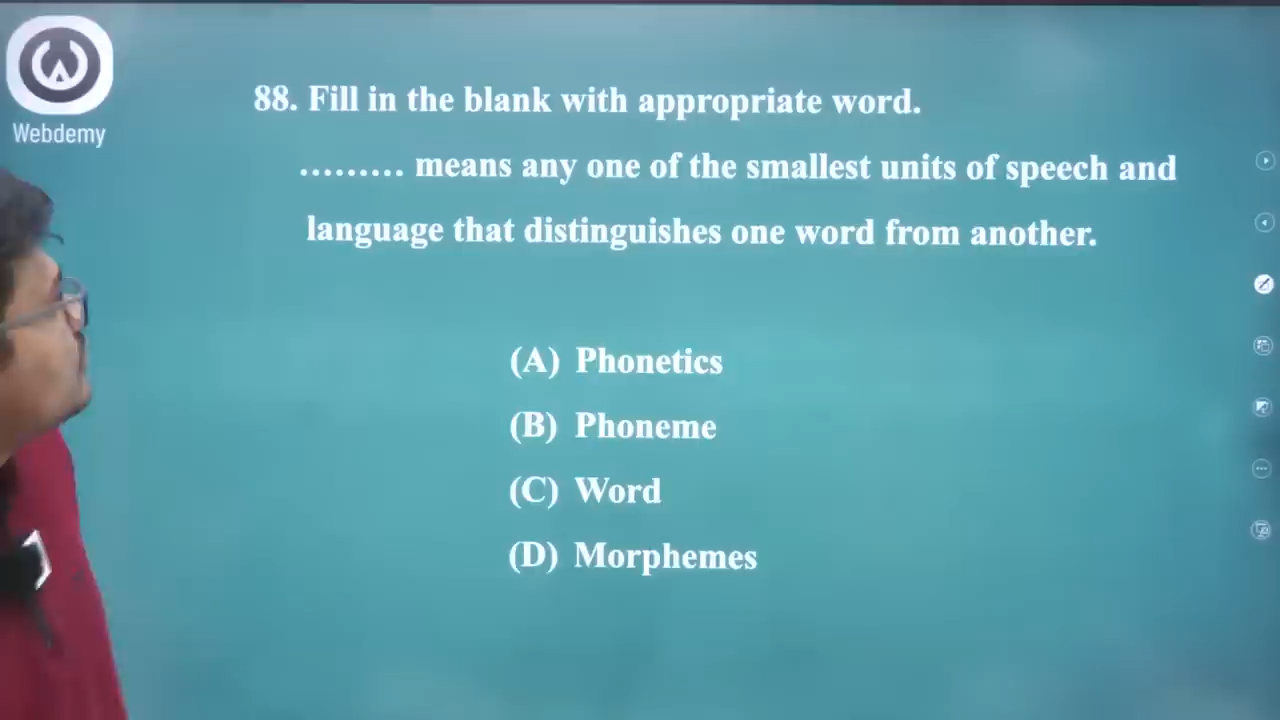 Webdemy
88. Fill in the blank with appropriate word.
......... means any one of the smallest units of speech and
language that distinguishes one word from another.
(A) Phonetics
(B) Phoneme
(C) Word
(D) Morphemes